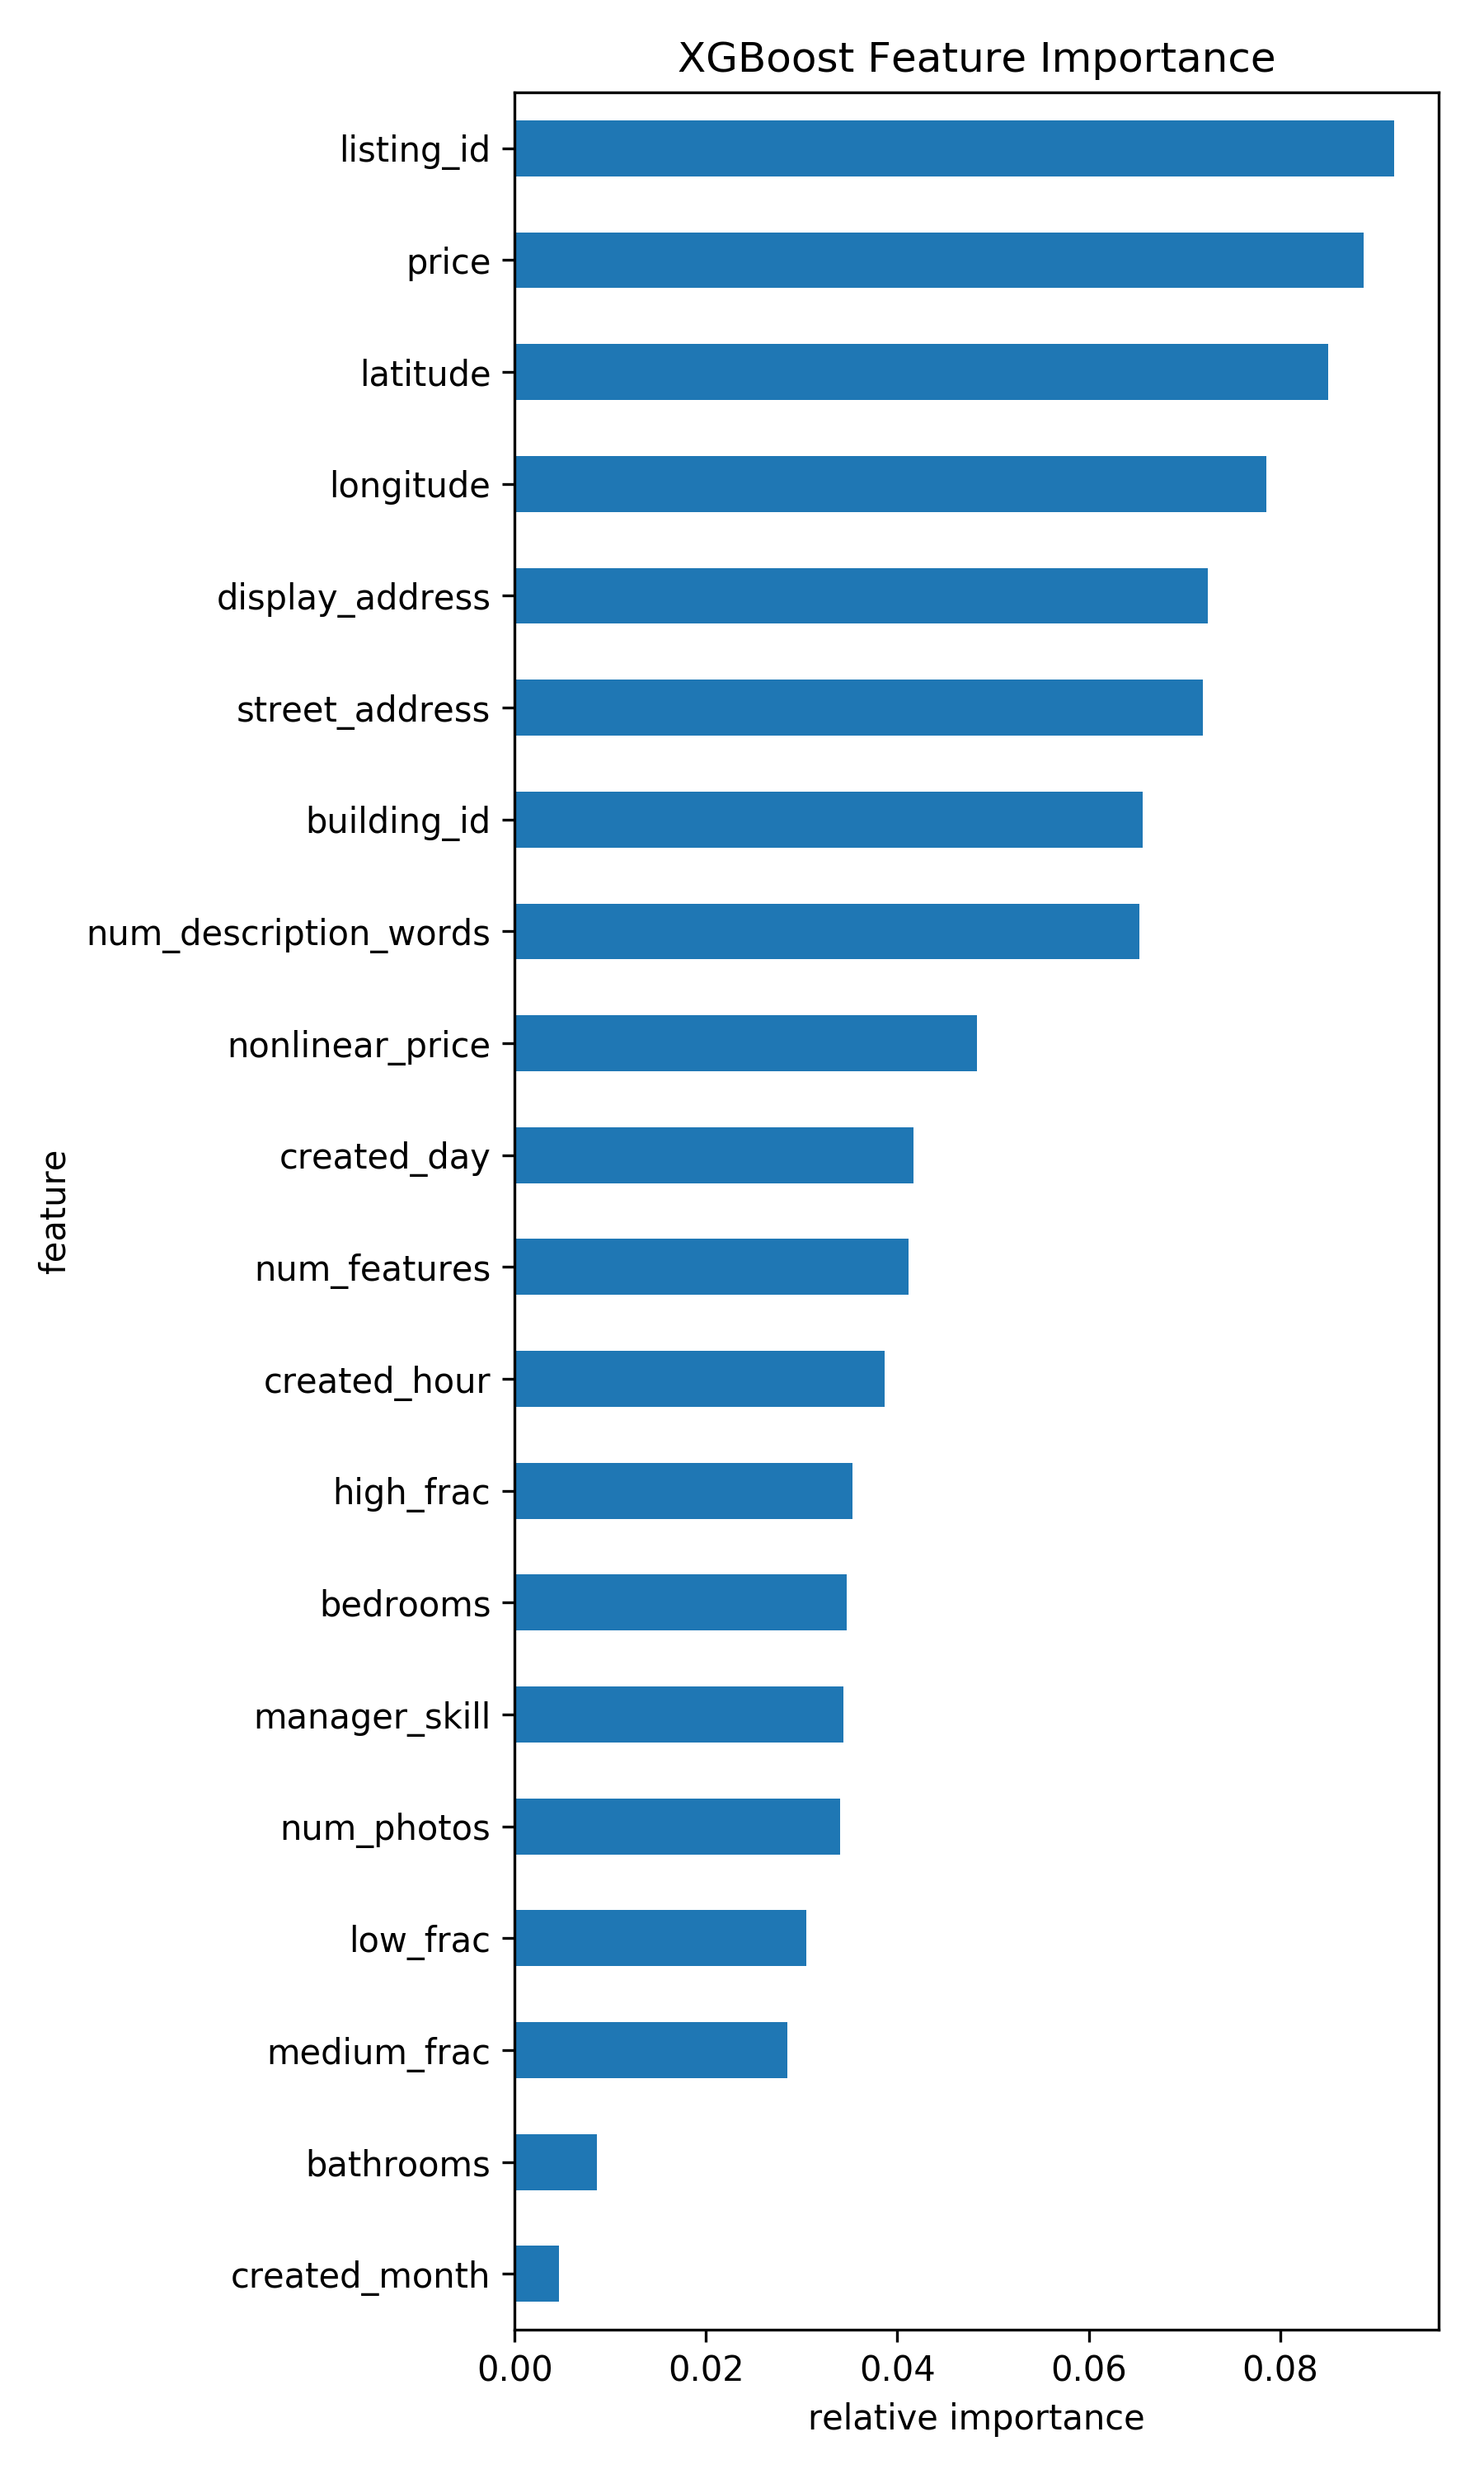 XGBoost Feature Importance
listing_id
price
latitude
longitude
display_address
street_address
building_id
num_description_words
nonlinear_price
created_day
num_features
created_hour
high_frac
bedrooms
manager_skill
num_photos
low_frac
medium_frac
bathrooms
created_month
feature
0.00 0.02 0.04 0.06 0.08
relative importance